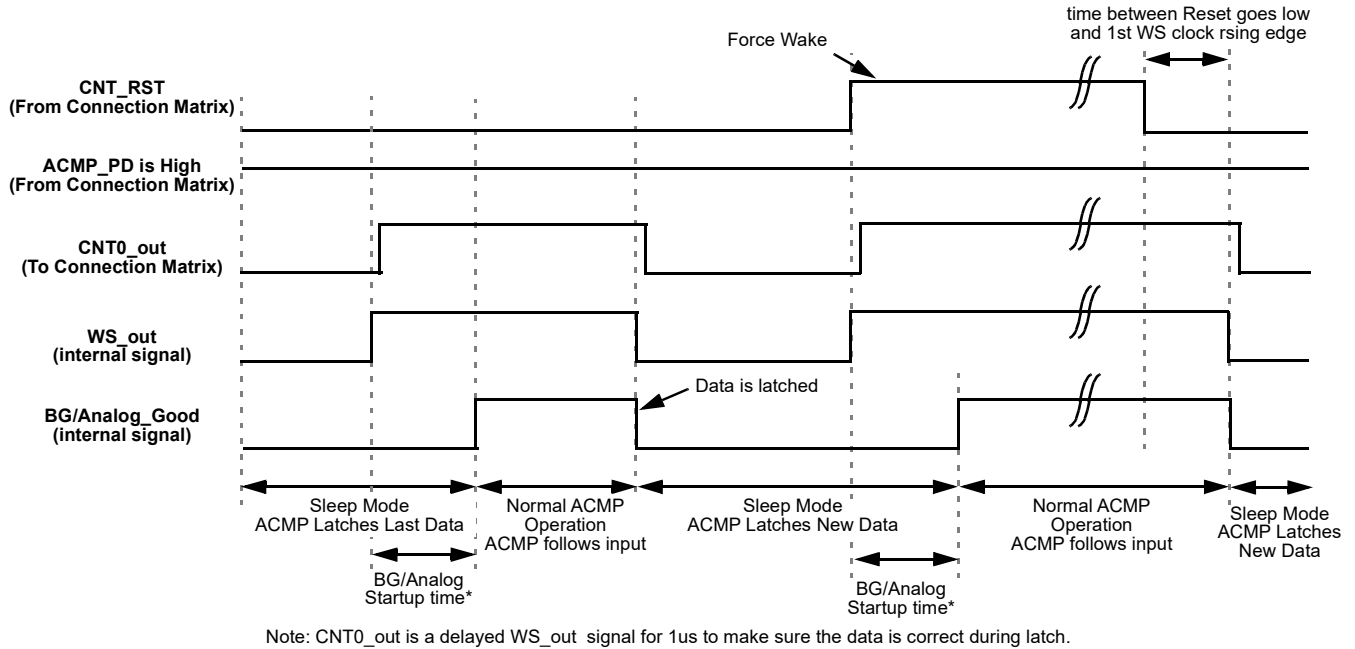 time between Reset goes low
and 1st WS clock rsing edge
Force Wake
CNT_RST
(From Connection Matrix)
ACMP_PD is High
(From Connection Matrix)
CNT0_out
(To Connection Matrix)
WS_out
(internal signal)
Data is latched
BG/Analog_Good
(internal signal)
Sleep Mode
ACMP Latches Last Data
Normal ACMP
Operation
ACMP follows input
Sleep Mode
ACMP Latches New Data
Normal ACMP
Operation
ACMP follows input
Sleep Mode
ACMP Latches
New Data
BG/Analog
Startup time*
BG/Analog
Startup time*
Note: CNT0_out is a delayed WS_out signal for 1us to make sure the data is correct during latch.